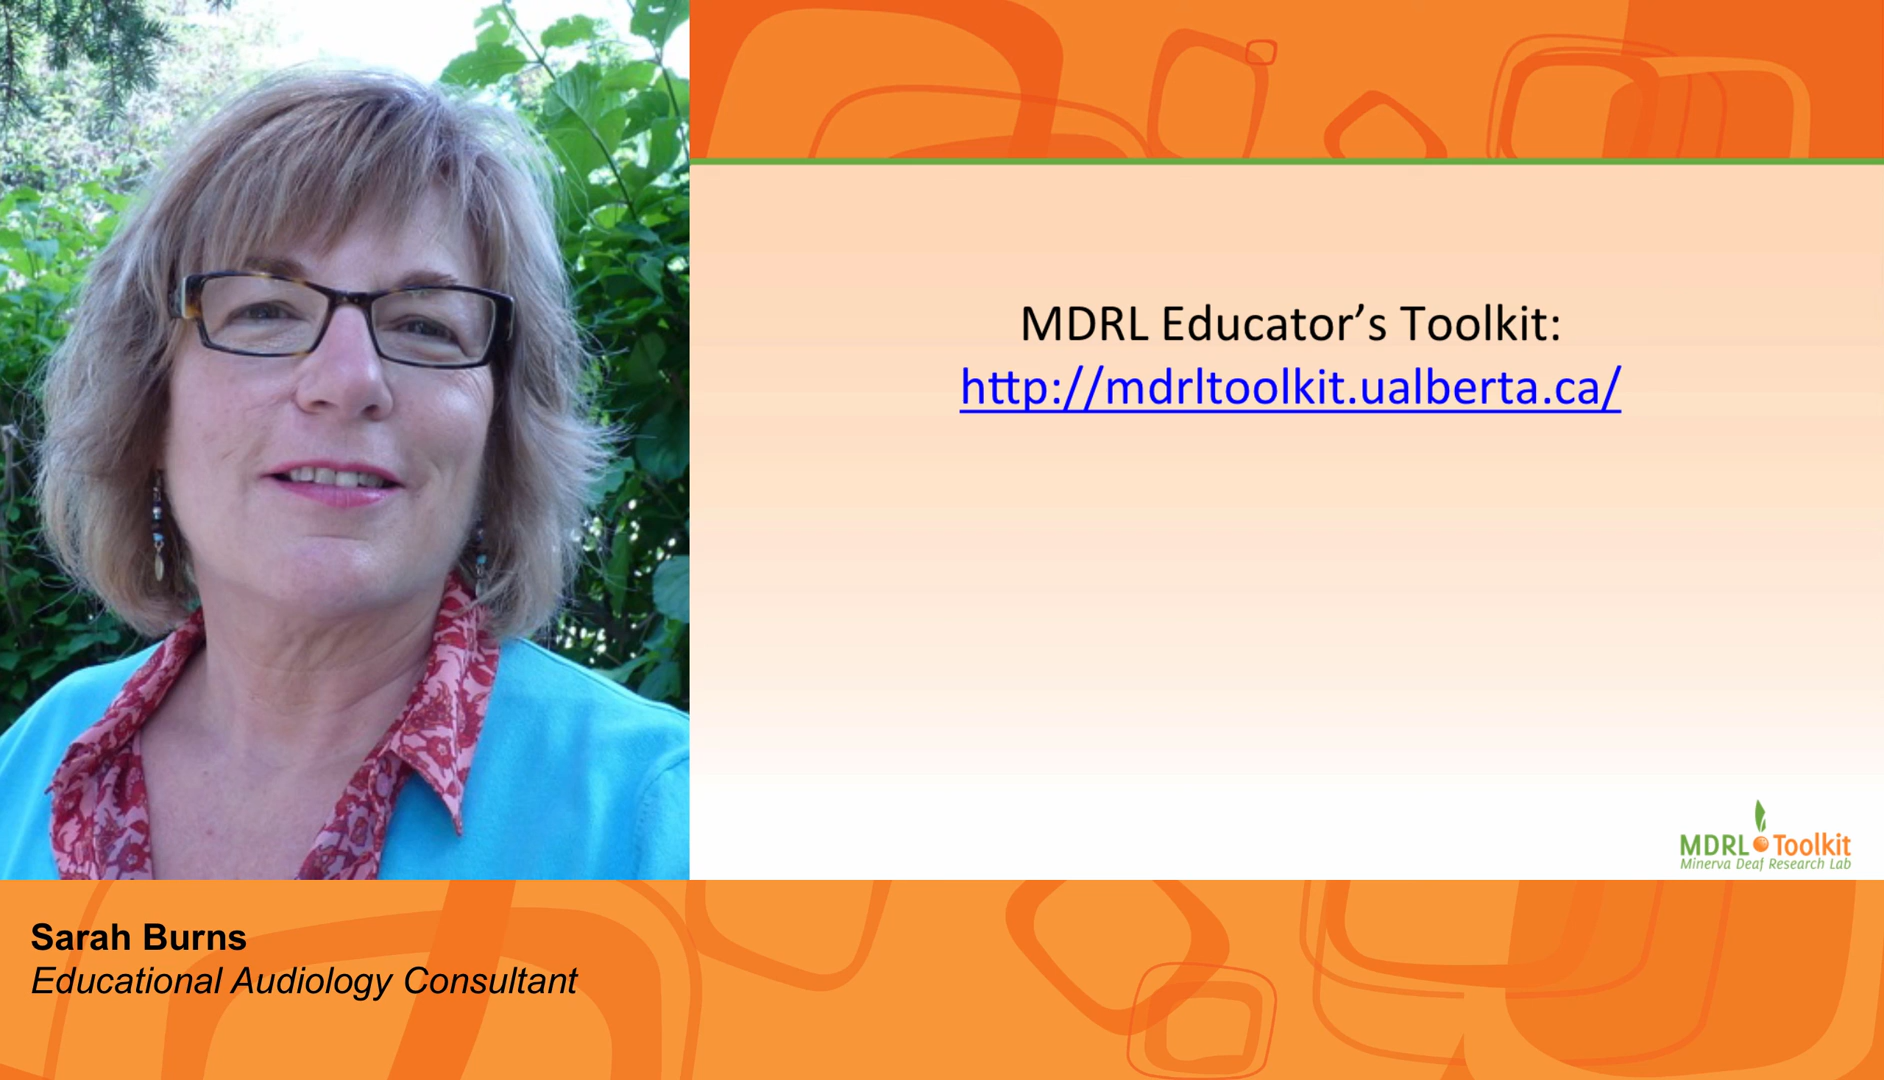 MDRL Educator’s Toolkit:
http://mdrltoolkit.ualberta.ca/
MDRL Toolkit
Minerva Deaf Research Lab
Sarah Burns
Educational Audiology Consultant